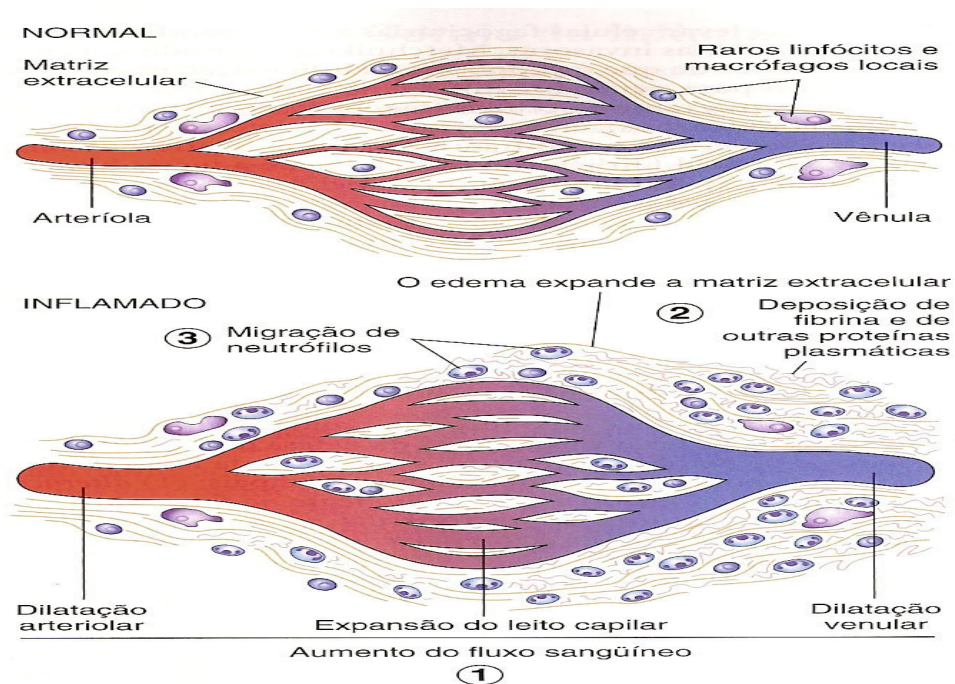 NORMAL
Matriz
extracelular
Raros linfócitos e
macrófagos locais
Arteríola
Vênula
O edema expande a matriz extracelular
INFLAMADO
2
Deposição de
fibrina e de
outras proteínas
plasmáticas
3
Migração de
neutrófilos
Dilatação
arteriolar
Expansão do leito capilar
Dilatação
venular
Aumento do fluxo sangüíneo
1